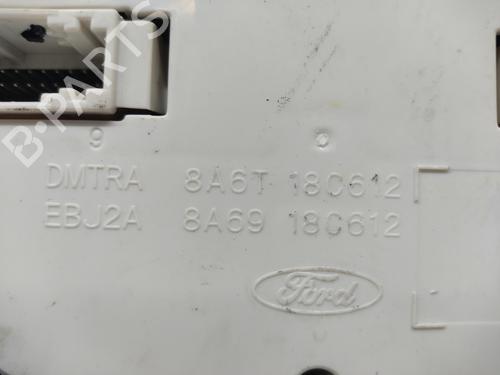 B-PARTS
9
DMTRA 8A6T 18C612
EBJ2A 8A69 18C612
Ford